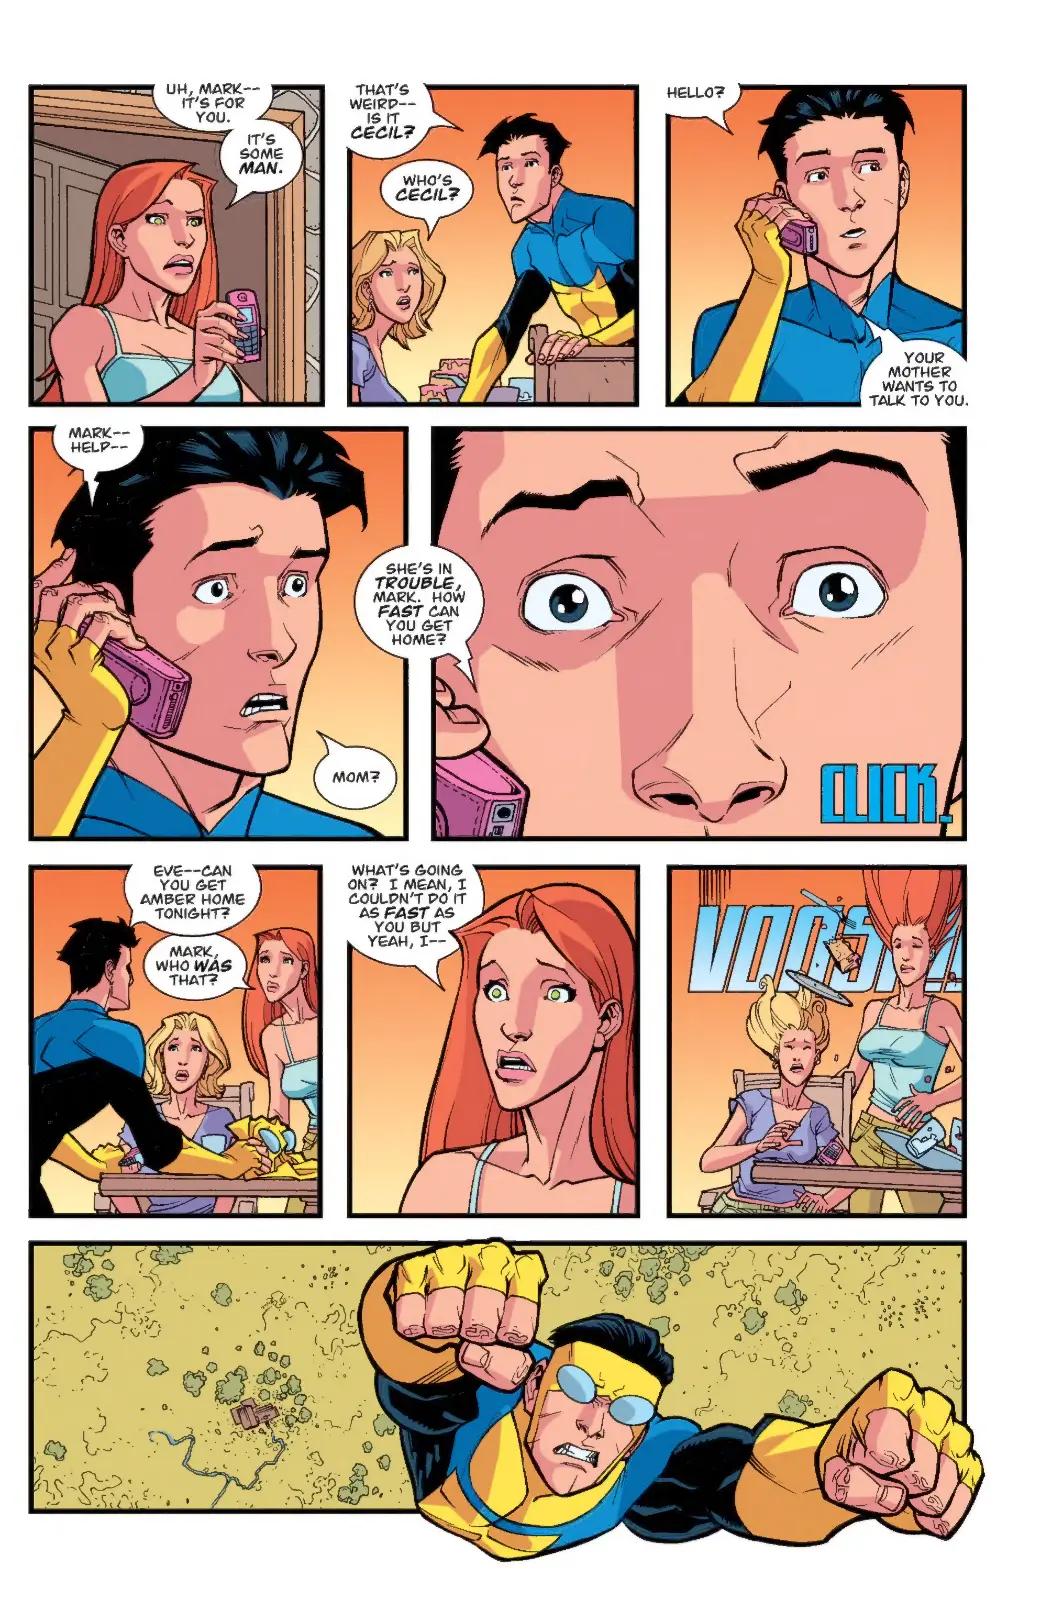 UH, MARK--
IT'S FOR
YOU.
IT'S
SOME
MAN.
THAT'S
WEIRD--
IS IT
CECIL?
WHO'S
CECIL?
HELLO?
YOUR
MOTHER
WANTS TO
TALK TO YOU.
MARK--
HELP--
MOM?
SHE'S IN
TROUBLE,
MARK. HOW
FAST CAN
YOU GET
HOME?
CLICK.
EVE--CAN
YOU GET
AMBER HOME
TONIGHT?
MARK,
WHO WAS
THAT?
WHAT'S GOING
ON? I MEAN, I
COULDN'T DO IT
AS FAST AS
YOU BUT
YEAH, I--